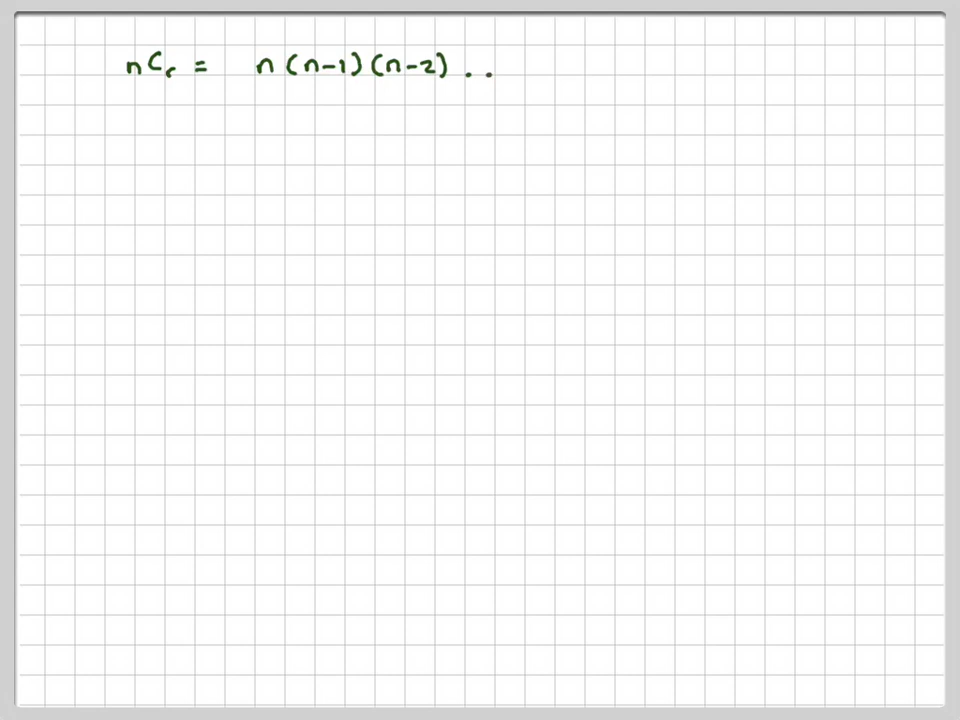 nCr = n(n-1)(n-2)..